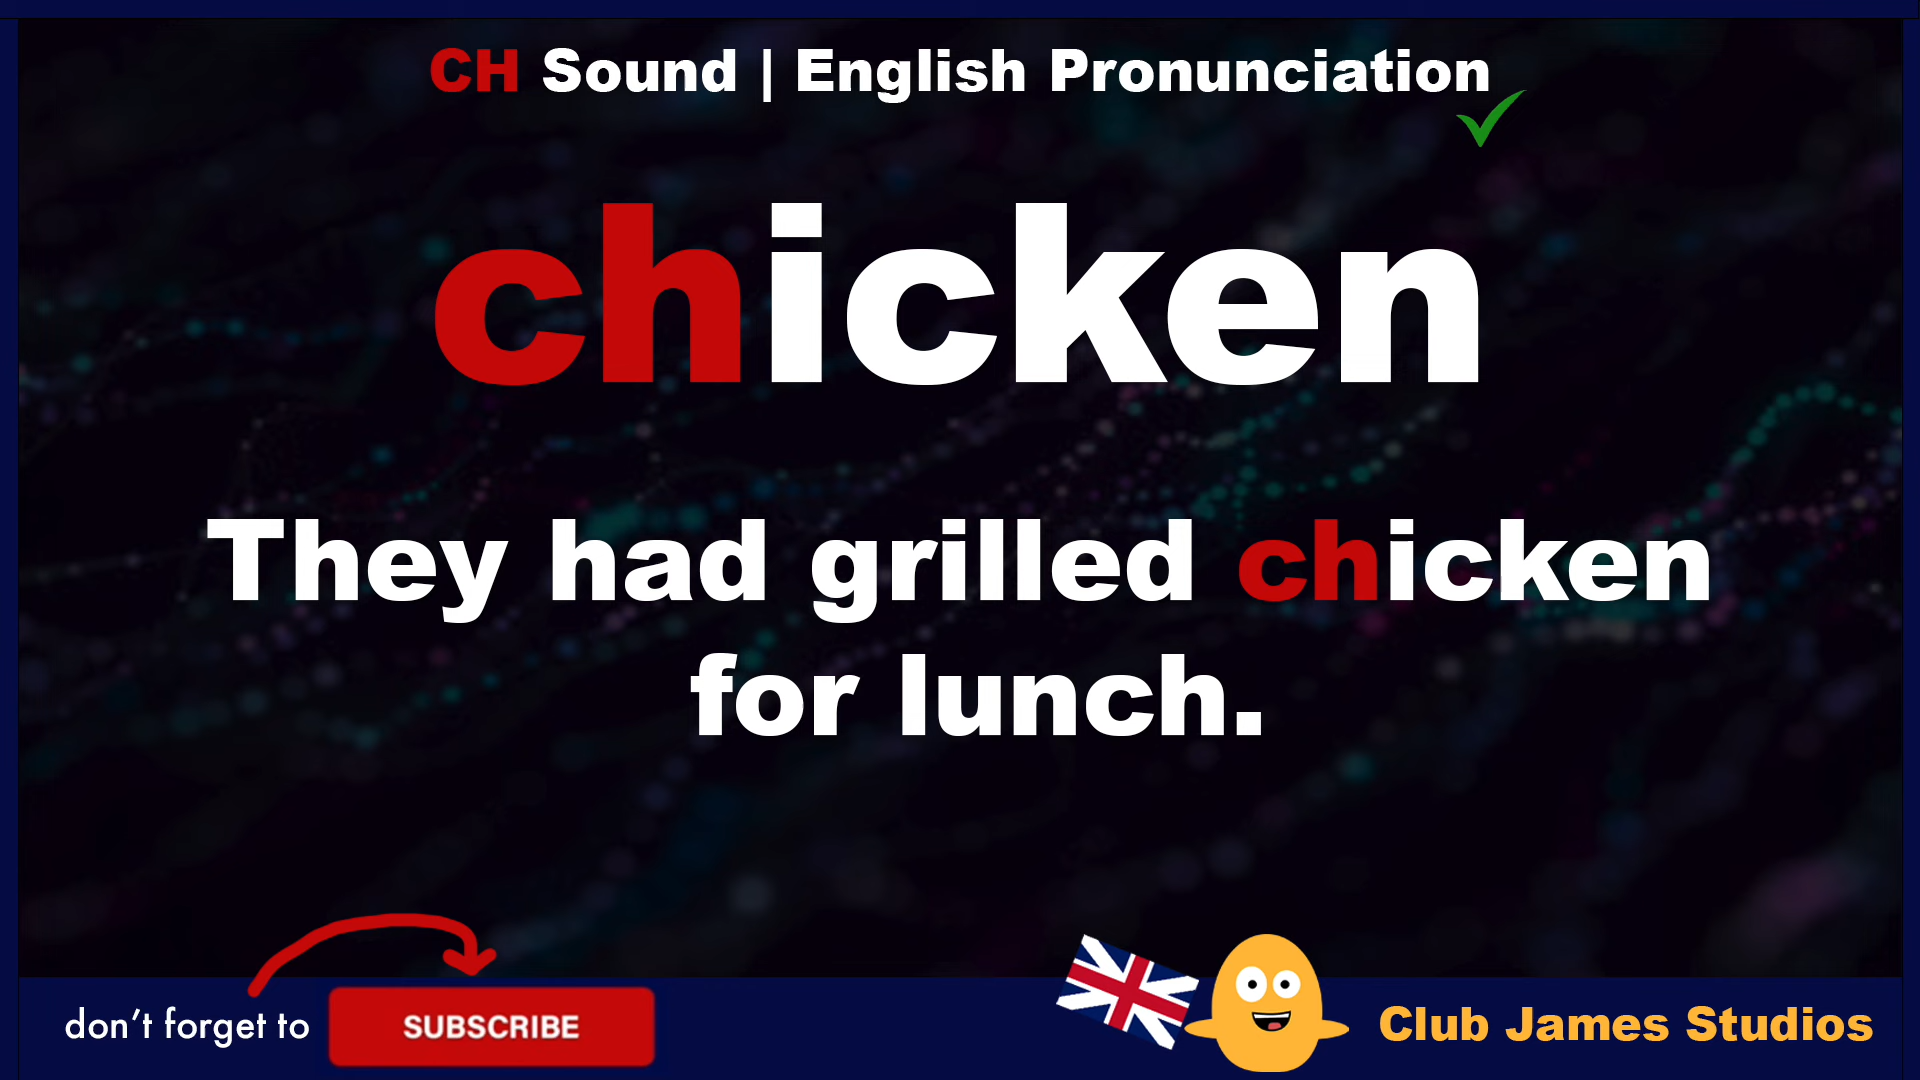 CH Sound | English Pronunciation
chicken
They had grilled chicken
for lunch.
don't forget to
SUBSCRIBE
Club James Studios